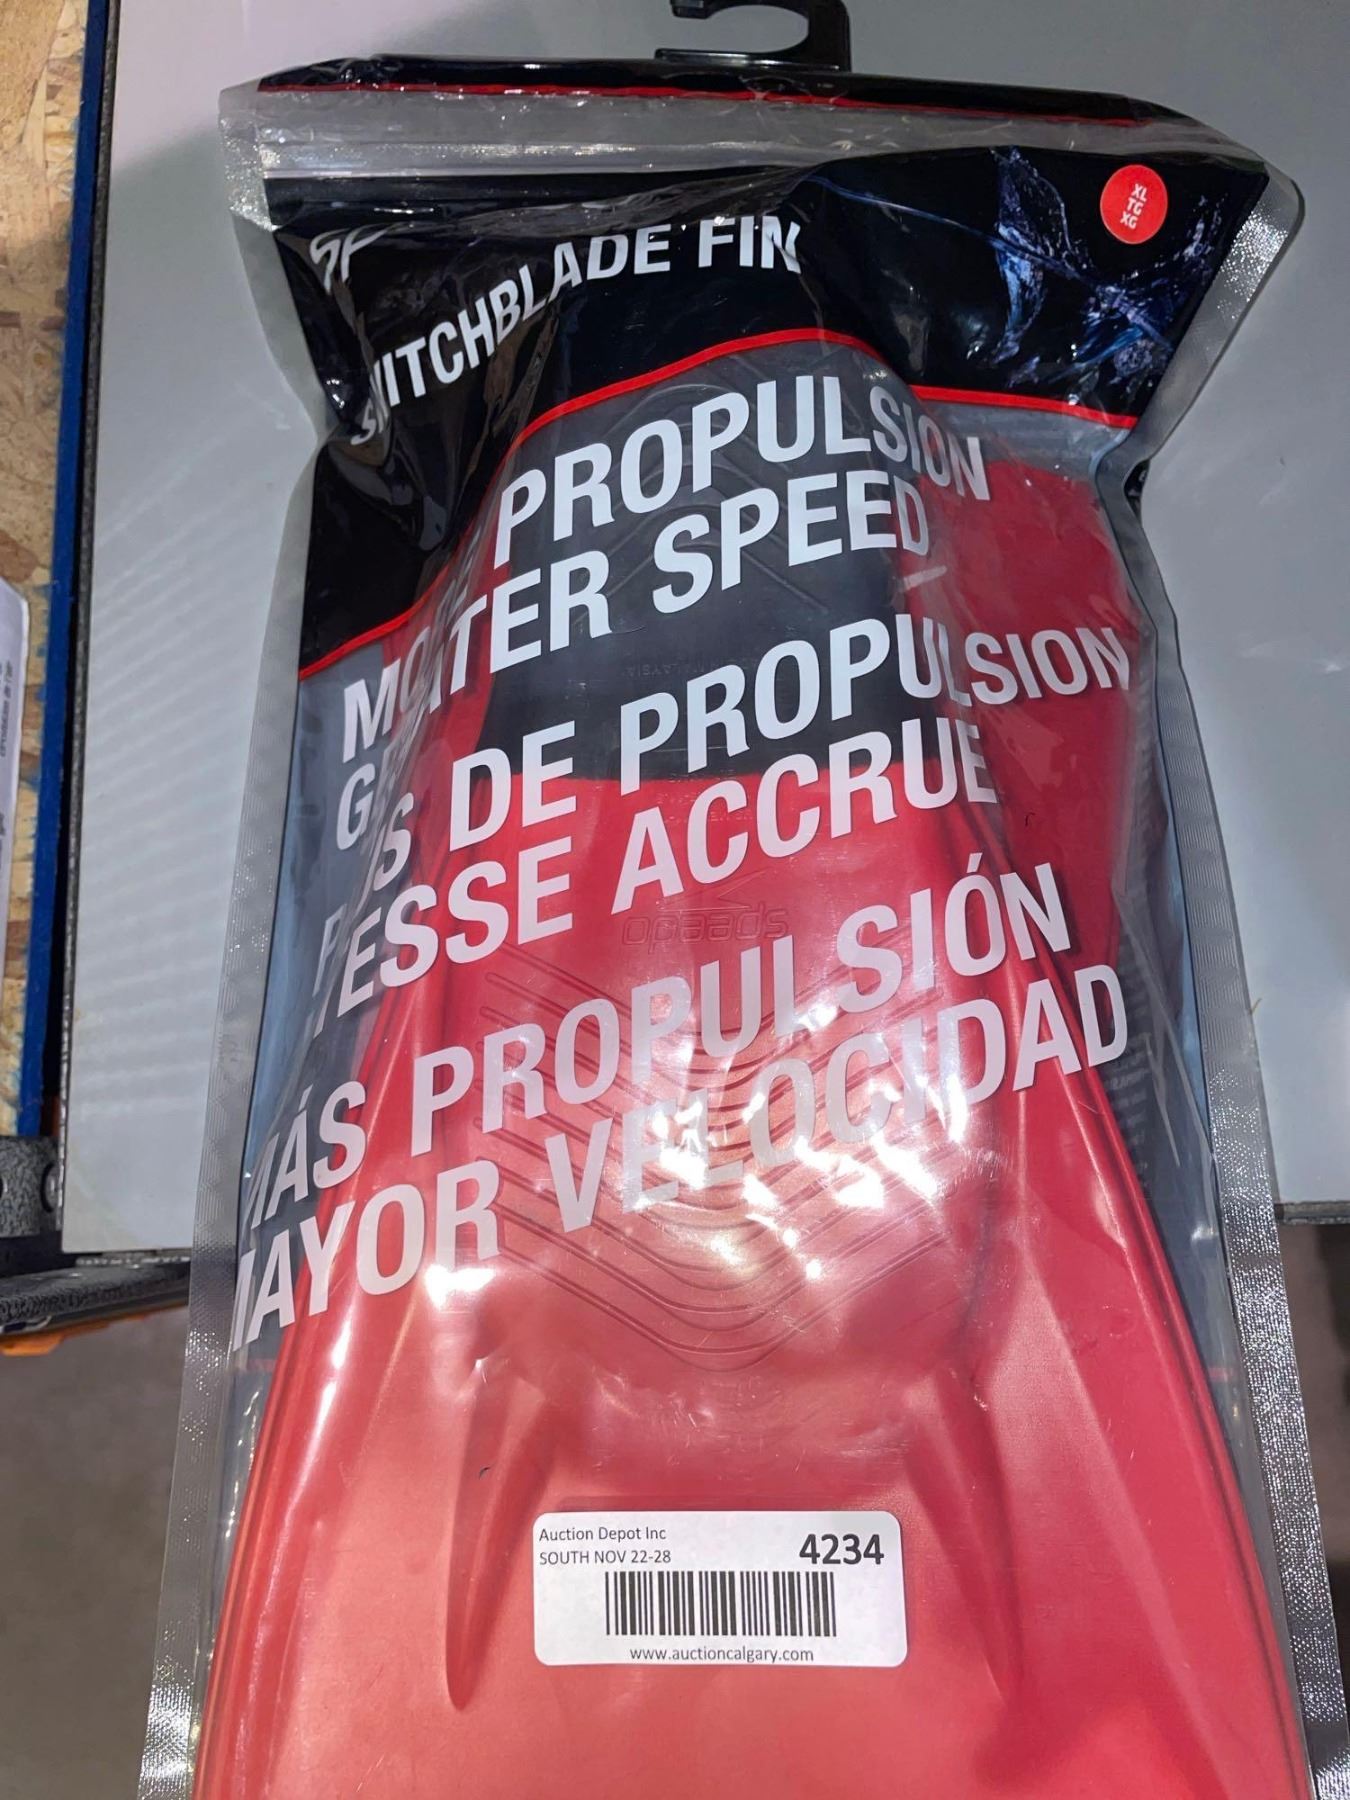 XL
TG
XG
SWITCHBLADE FIN
MORE PROPULSION
GREATER SPEED
PLUS DE PROPULSION
VITESSE ACCRUE
speedo
MÁS PROPULSIÓN
MAYOR VELOCIDAD
Auction Depot Inc
SOUTH NOV 22-28
4234
www.auctioncalgary.com